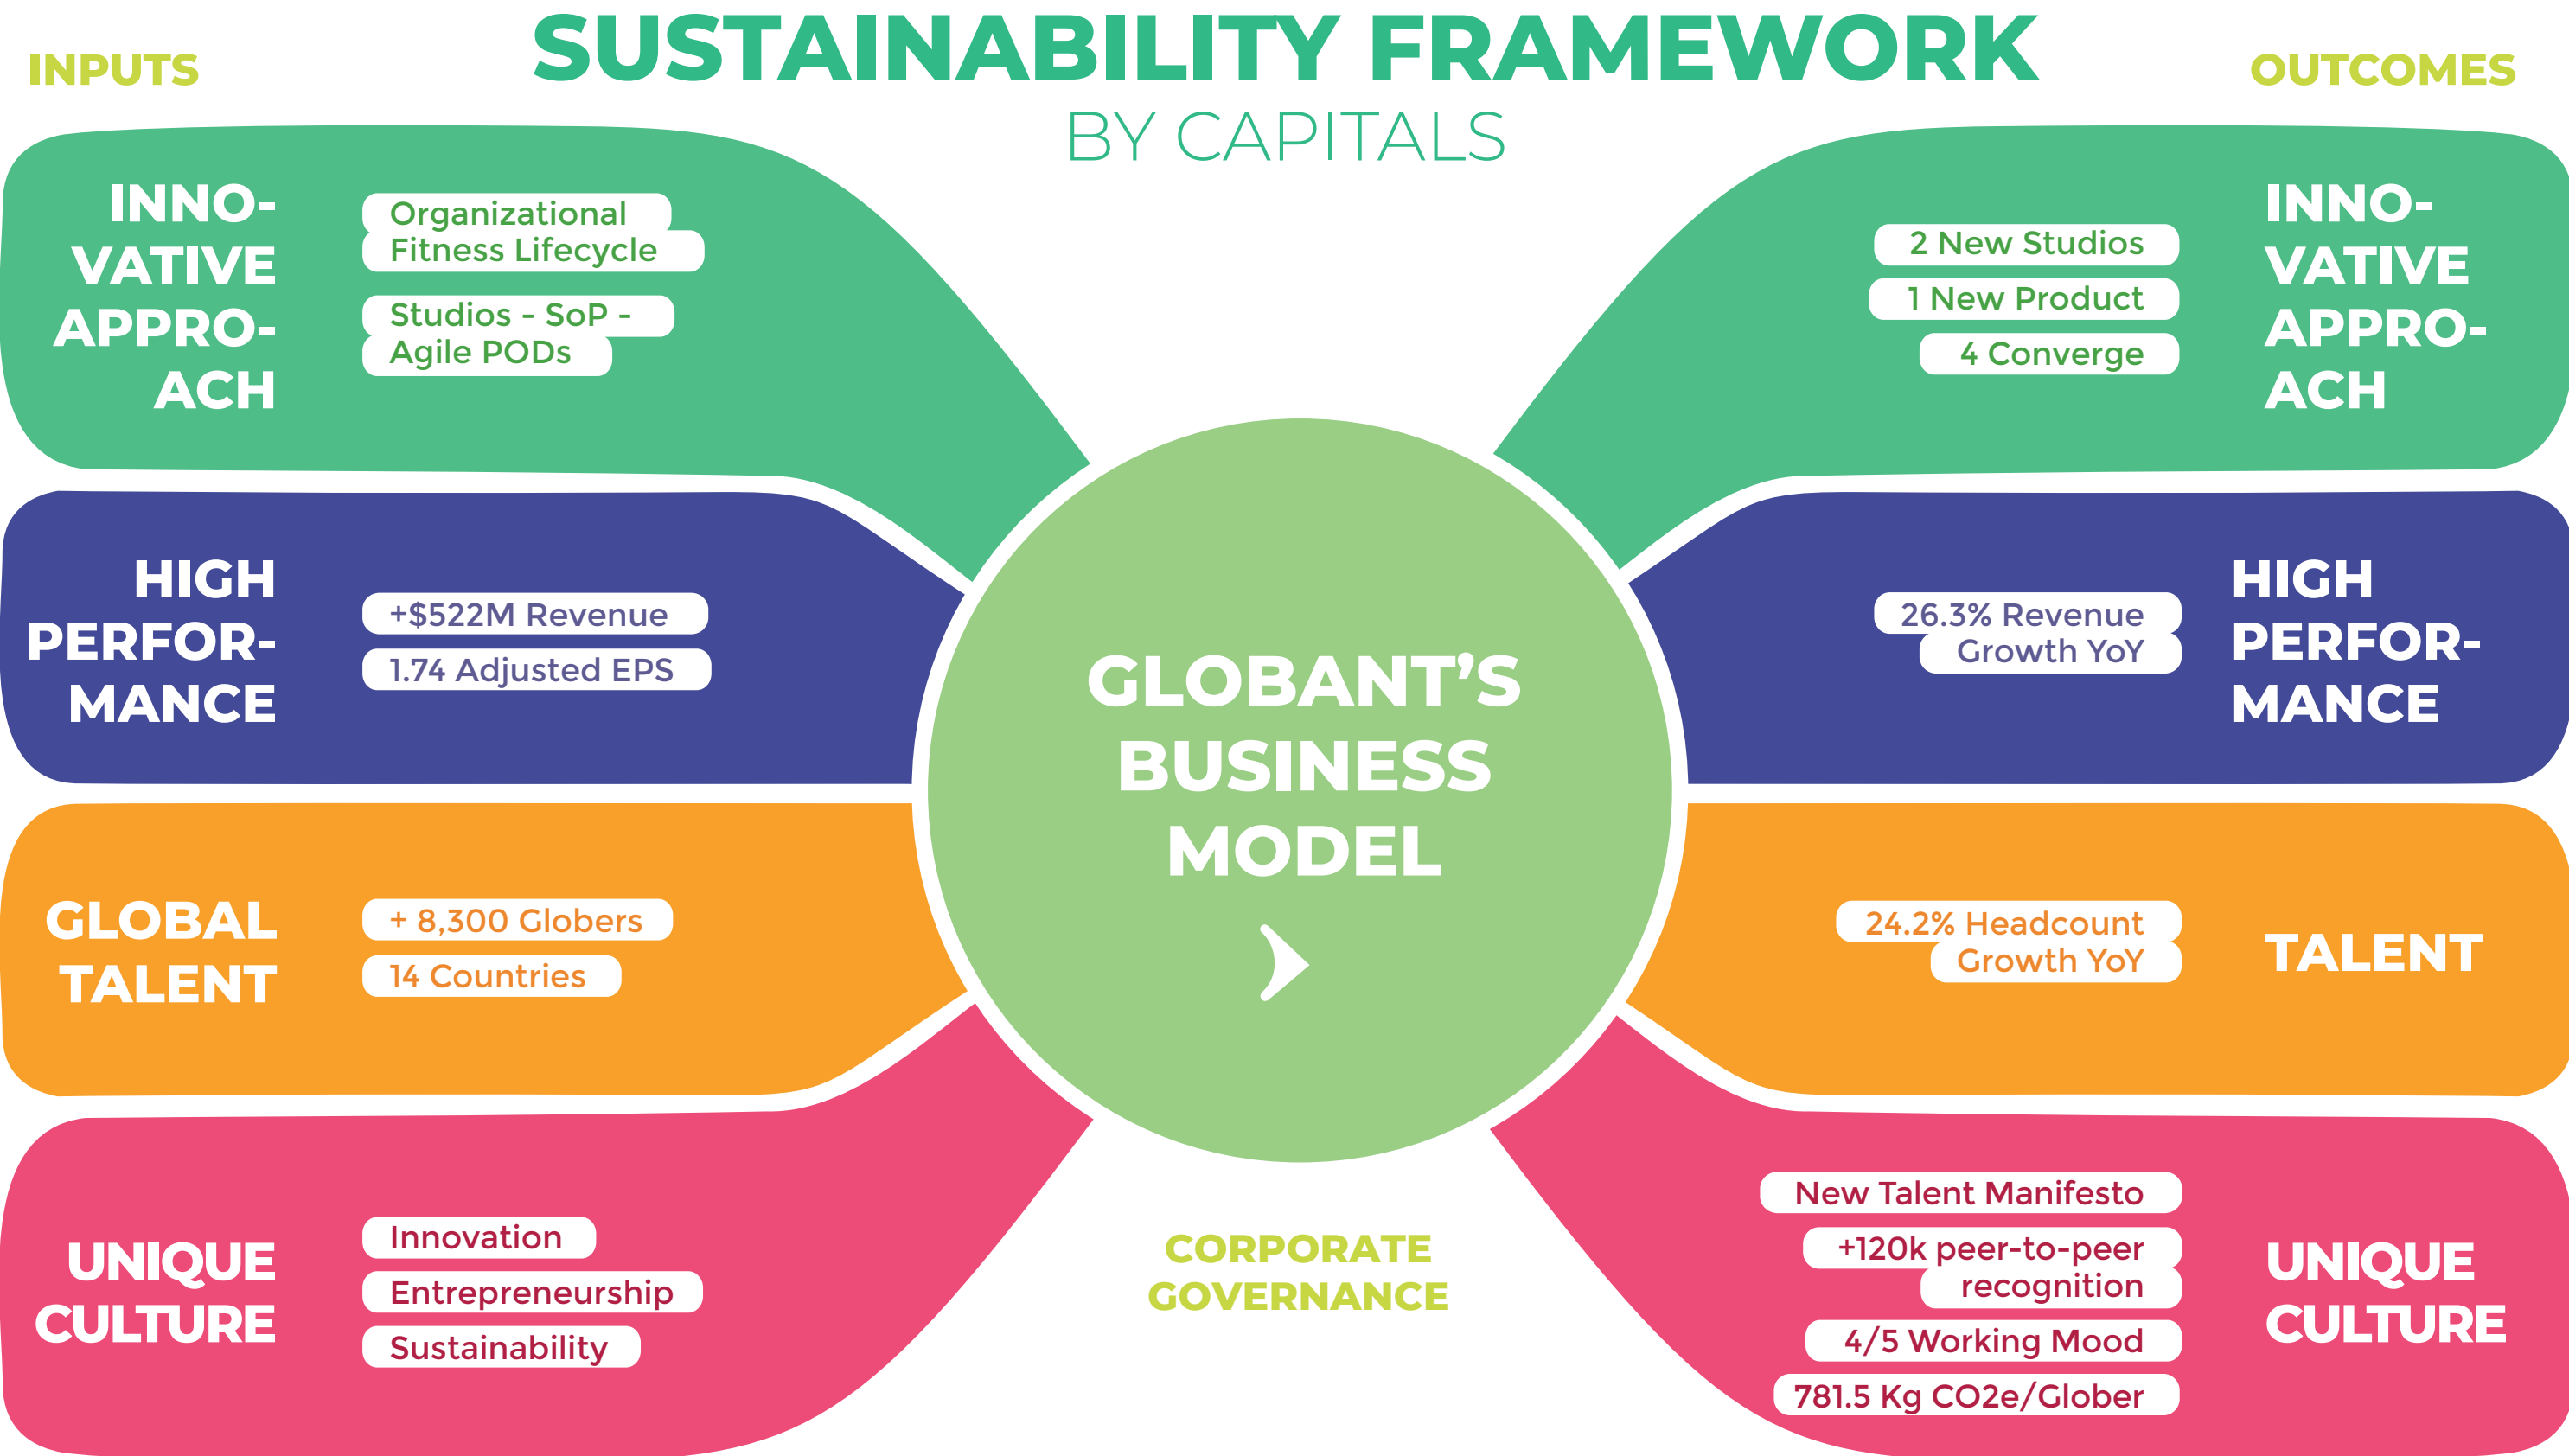 SUSTAINABILITY FRAMEWORK
BY CAPITALS
INPUTS
INNO-
VATIVE
APPRO-
ACH
Organizational
Fitness Lifecycle
Studios - SoP -
Agile PODs
HIGH
PERFOR-
MANCE
+$522M Revenue
1.74 Adjusted EPS
GLOBAL
TALENT
+ 8,300 Globers
14 Countries
UNIQUE
CULTURE
Innovation
Entrepreneurship
Sustainability
GLOBANT’S
BUSINESS
MODEL
CORPORATE
GOVERNANCE
OUTCOMES
2 New Studios
1 New Product
4 Converge
INNO-
VATIVE
APPRO-
ACH
26.3% Revenue
Growth YoY
HIGH
PERFOR-
MANCE
24.2% Headcount
Growth YoY
TALENT
New Talent Manifesto
+120k peer-to-peer
recognition
4/5 Working Mood
781.5 Kg CO2e/Glober
UNIQUE
CULTURE